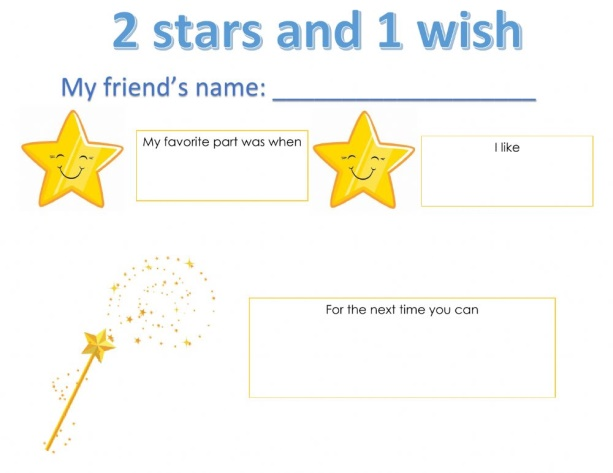 2 stars and 1 wish
My friend’s name: ____________________
My favorite part was when
I like
For the next time you can